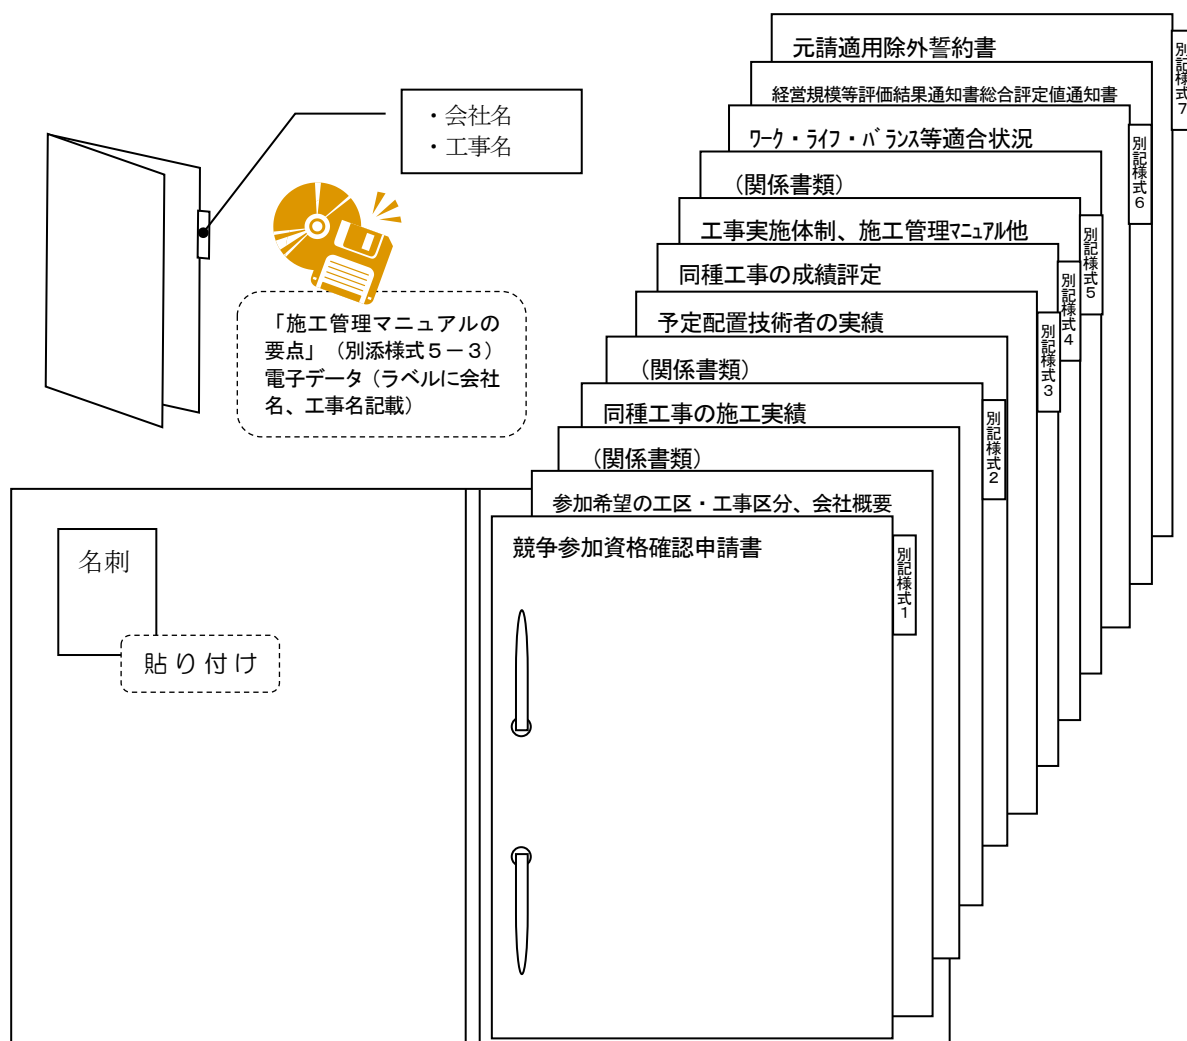 元請適用除外誓約書
別記様式7
経営規模等評価結果通知書総合評定値通知書
ワーク・ライフ・バランス等適合状況
別記様式6
(関係書類)
工事実施体制、施工管理マニュアル他
別記様式5
同種工事の成績評定
別記様式4
予定配置技術者の実績
別記様式3
(関係書類)
同種工事の施工実績
別記様式2
(関係書類)
参加希望の工区・工事区分、会社概要
競争参加資格確認申請書
別記様式1
・会社名
・工事名
「施工管理マニュアルの
要点」(別添様式5-3)
電子データ(ラベルに会社
名、工事名記載)
名刺
貼り付け